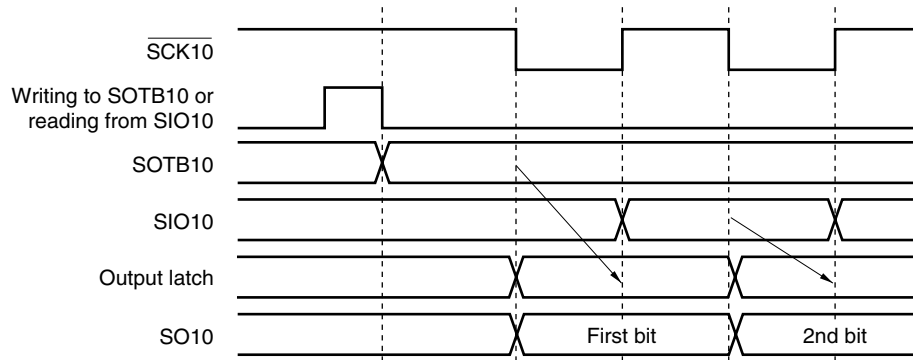 SCK10
Writing to SOTB10 or
reading from SIO10
SOTB10
SIO10
Output latch
SO10
First bit
2nd bit